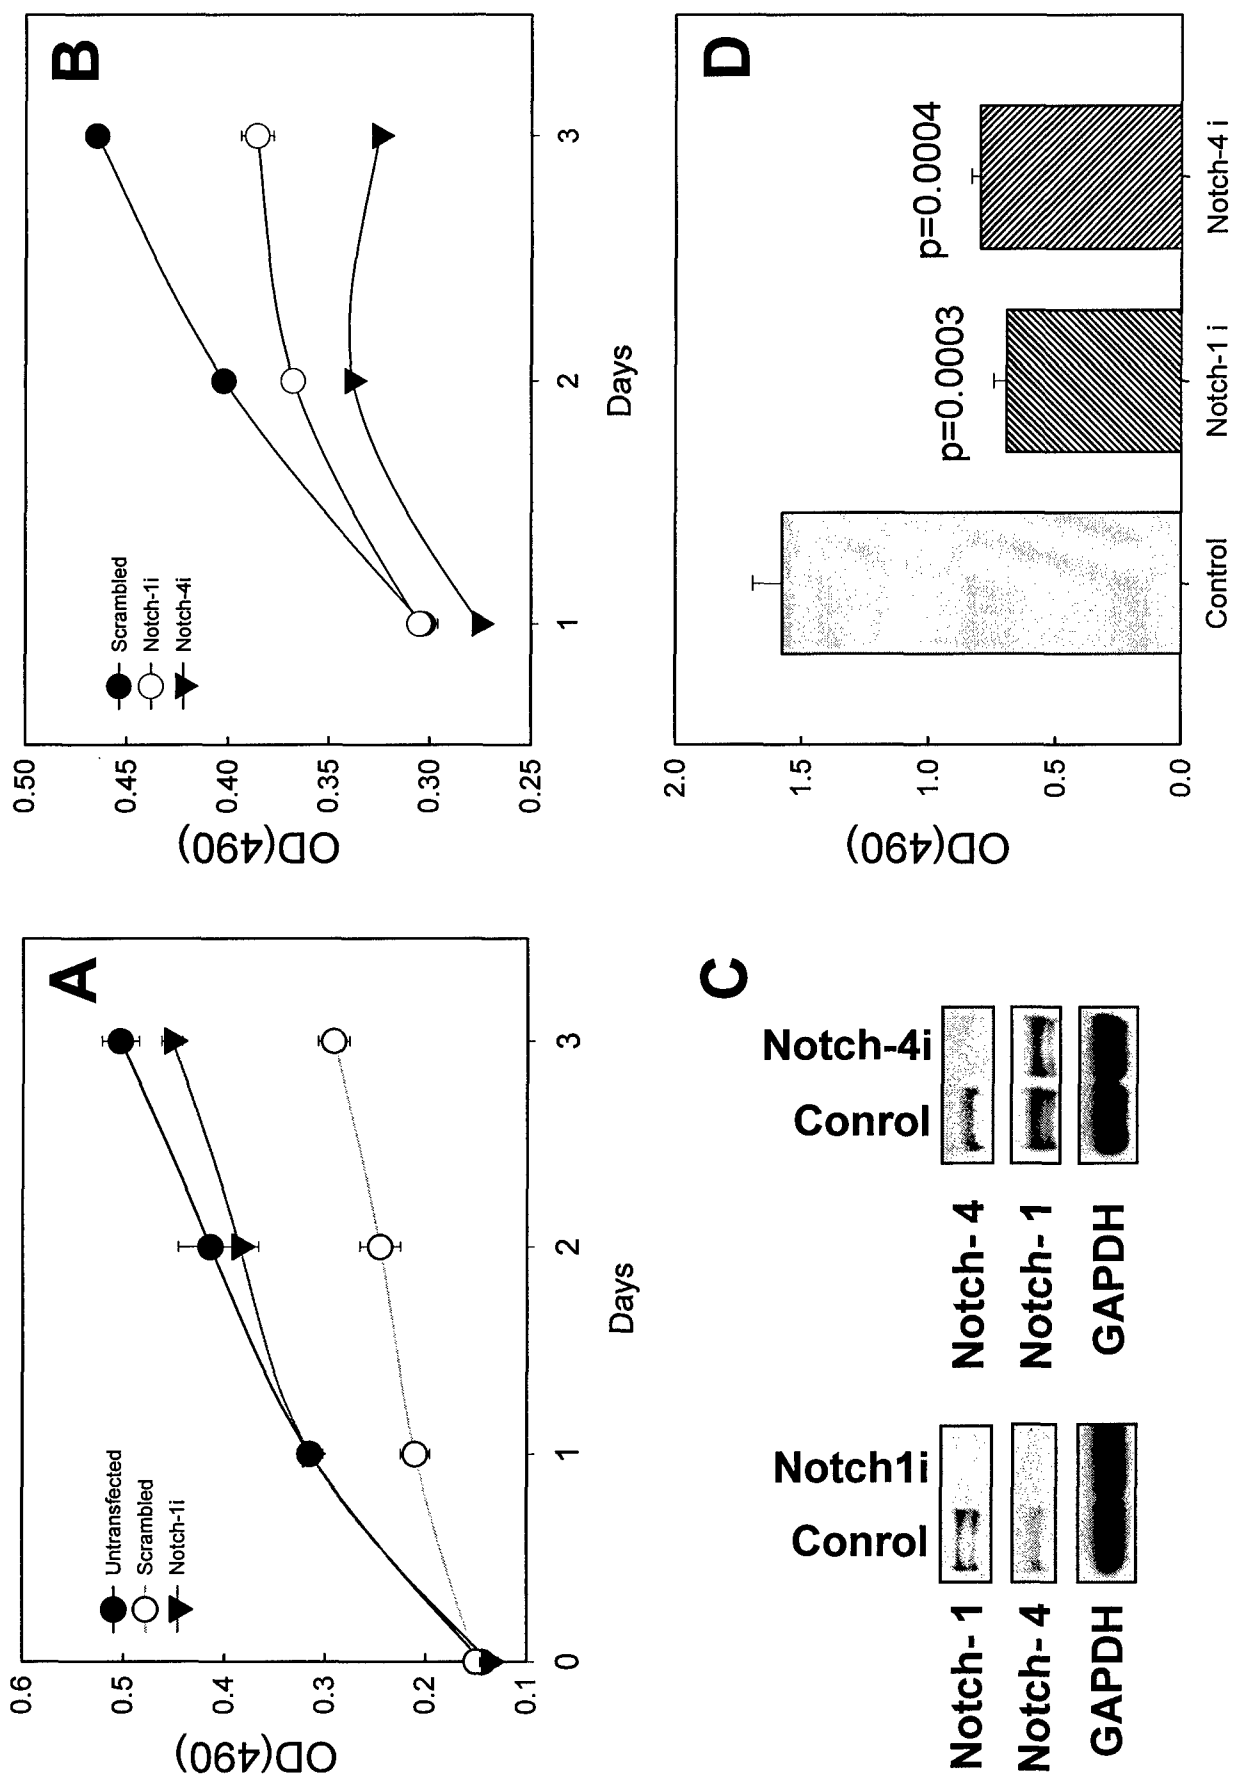 A
OD(490)
0.6
0.5
0.4
0.3
0.2
0.1
Untransfected
Scrambled
Notch-1i
0
1
2
3
Days
B
OD(490)
0.50
0.45
0.40
0.35
0.30
0.25
Scrambled
Notch-1i
Notch-4i
1
2
3
Days
C
Conrol
Notch1i
Notch- 1
Notch- 4
GAPDH
Conrol
Notch-4i
Notch- 4
Notch- 1
GAPDH
D
OD(490)
2.0
1.5
1.0
0.5
0.0
p=0.0003
p=0.0004
Control
Notch-1 i
Notch-4 i